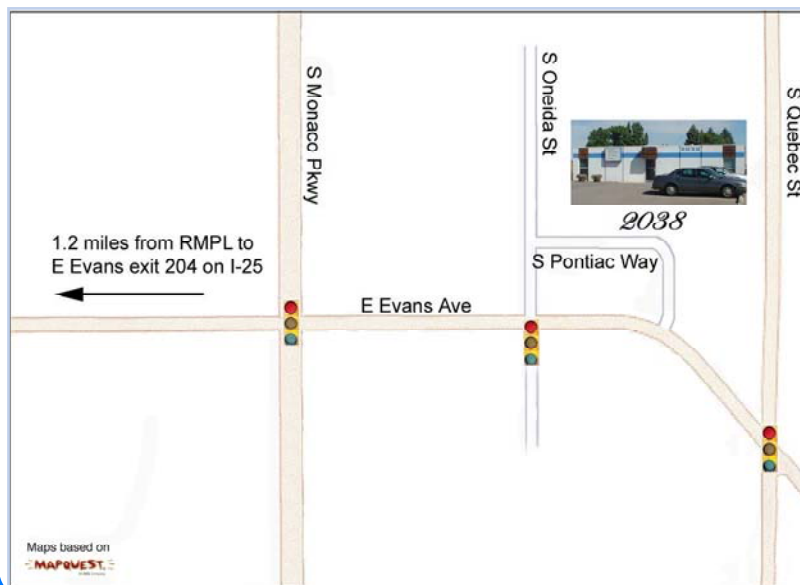 S Monaco Pkwy
S Oneida St
S Quebec St
2038
1.2 miles from RMPL to
E Evans exit 204 on I-25
S Pontiac Way
E Evans Ave
Maps based on
MAPQUEST